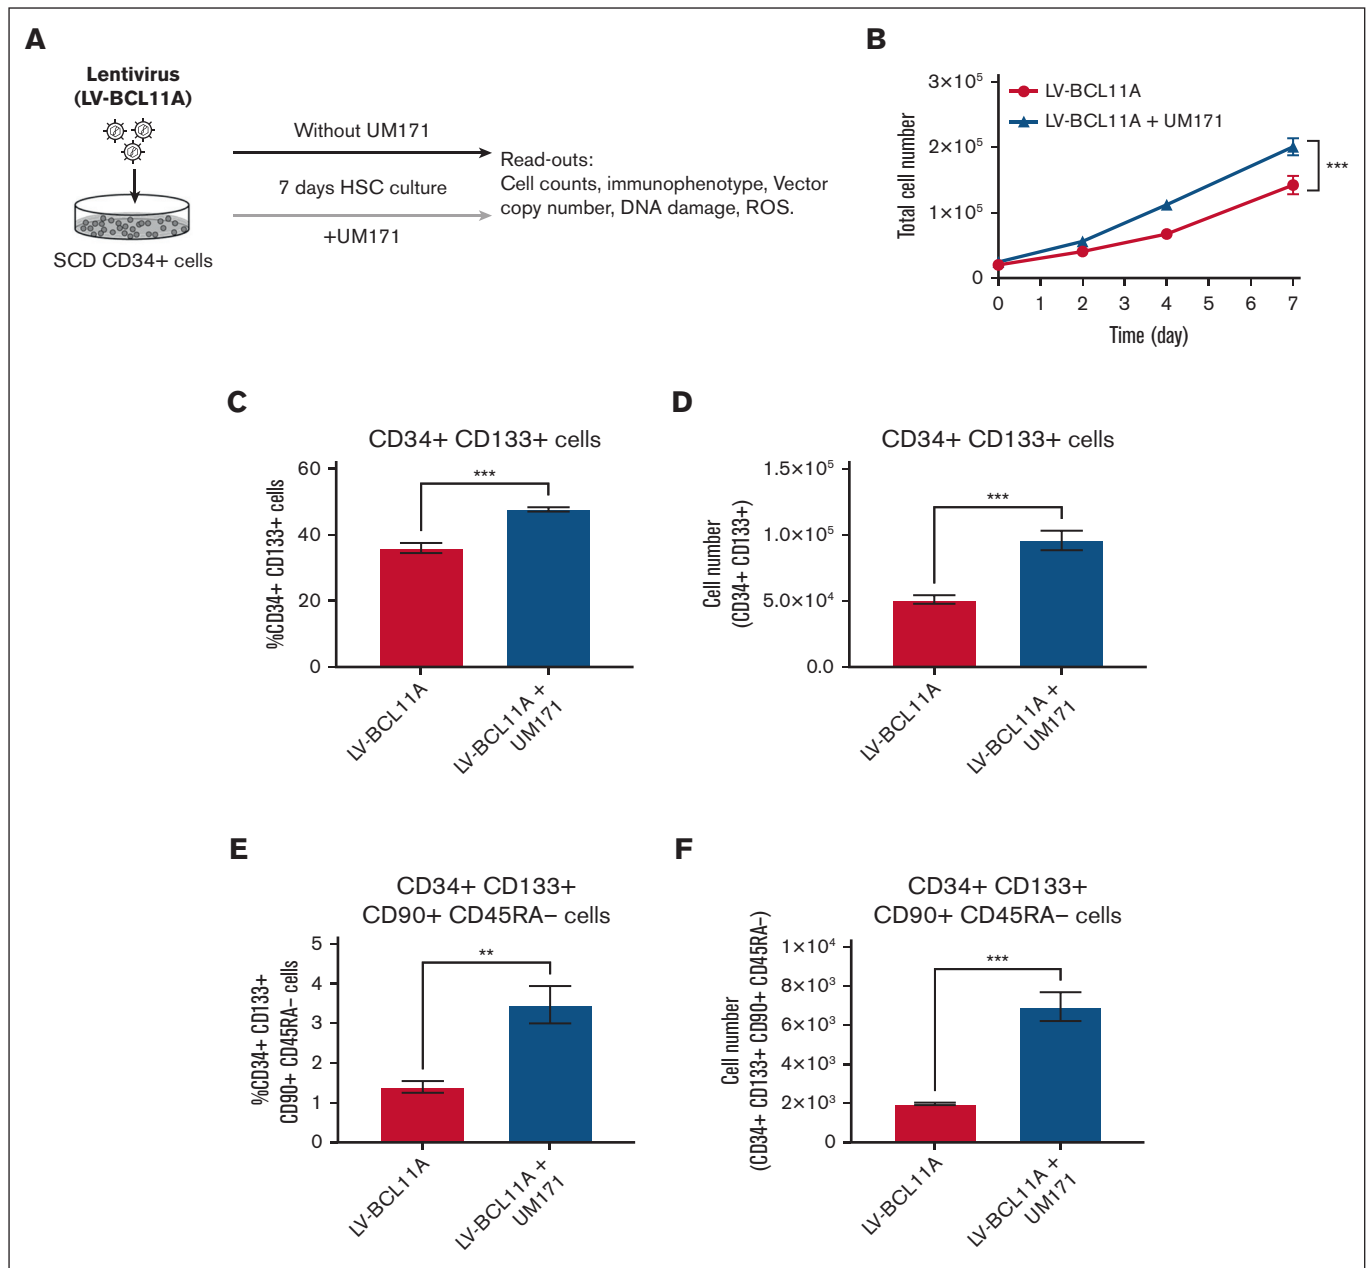 A
Lentivirus
(LV-BCL11A)
SCD CD34+ cells
Without UM171
7 days HSC culture
+UM171
Read-outs:
Cell counts, immunophenotype, Vector
copy number, DNA damage, ROS.
B
Total cell number
3×10⁵
2×10⁵
1×10⁵
0
LV-BCL11A
LV-BCL11A + UM171
***
0 1 2 3 4 5 6 7
Time (day)
C
CD34+ CD133+ cells
%CD34+ CD133+ cells
60
40
20
0
***
LV-BCL11A
LV-BCL11A +
UM171
D
CD34+ CD133+ cells
Cell number
(CD34+ CD133+)
1.5×10⁵
1.0×10⁵
5.0×10⁴
0.0
***
LV-BCL11A
LV-BCL11A +
UM171
E
CD34+ CD133+
CD90+ CD45RA− cells
%CD34+ CD133+
CD90+ CD45RA− cells
5
4
3
2
1
0
**
LV-BCL11A
LV-BCL11A +
UM171
F
CD34+ CD133+
CD90+ CD45RA− cells
Cell number
(CD34+ CD133+ CD90+ CD45RA−)
1×10⁴
8×10³
6×10³
4×10³
2×10³
0
***
LV-BCL11A
LV-BCL11A +
UM171